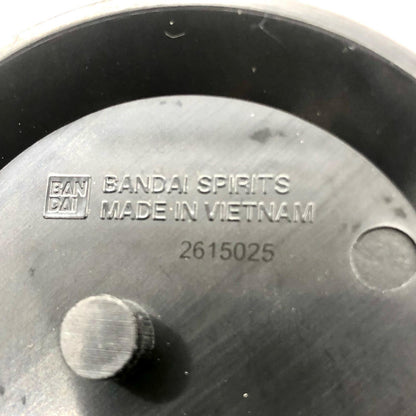 BAN
DAI
BANDAI SPIRITS
MADE IN VIETNAM
2615025